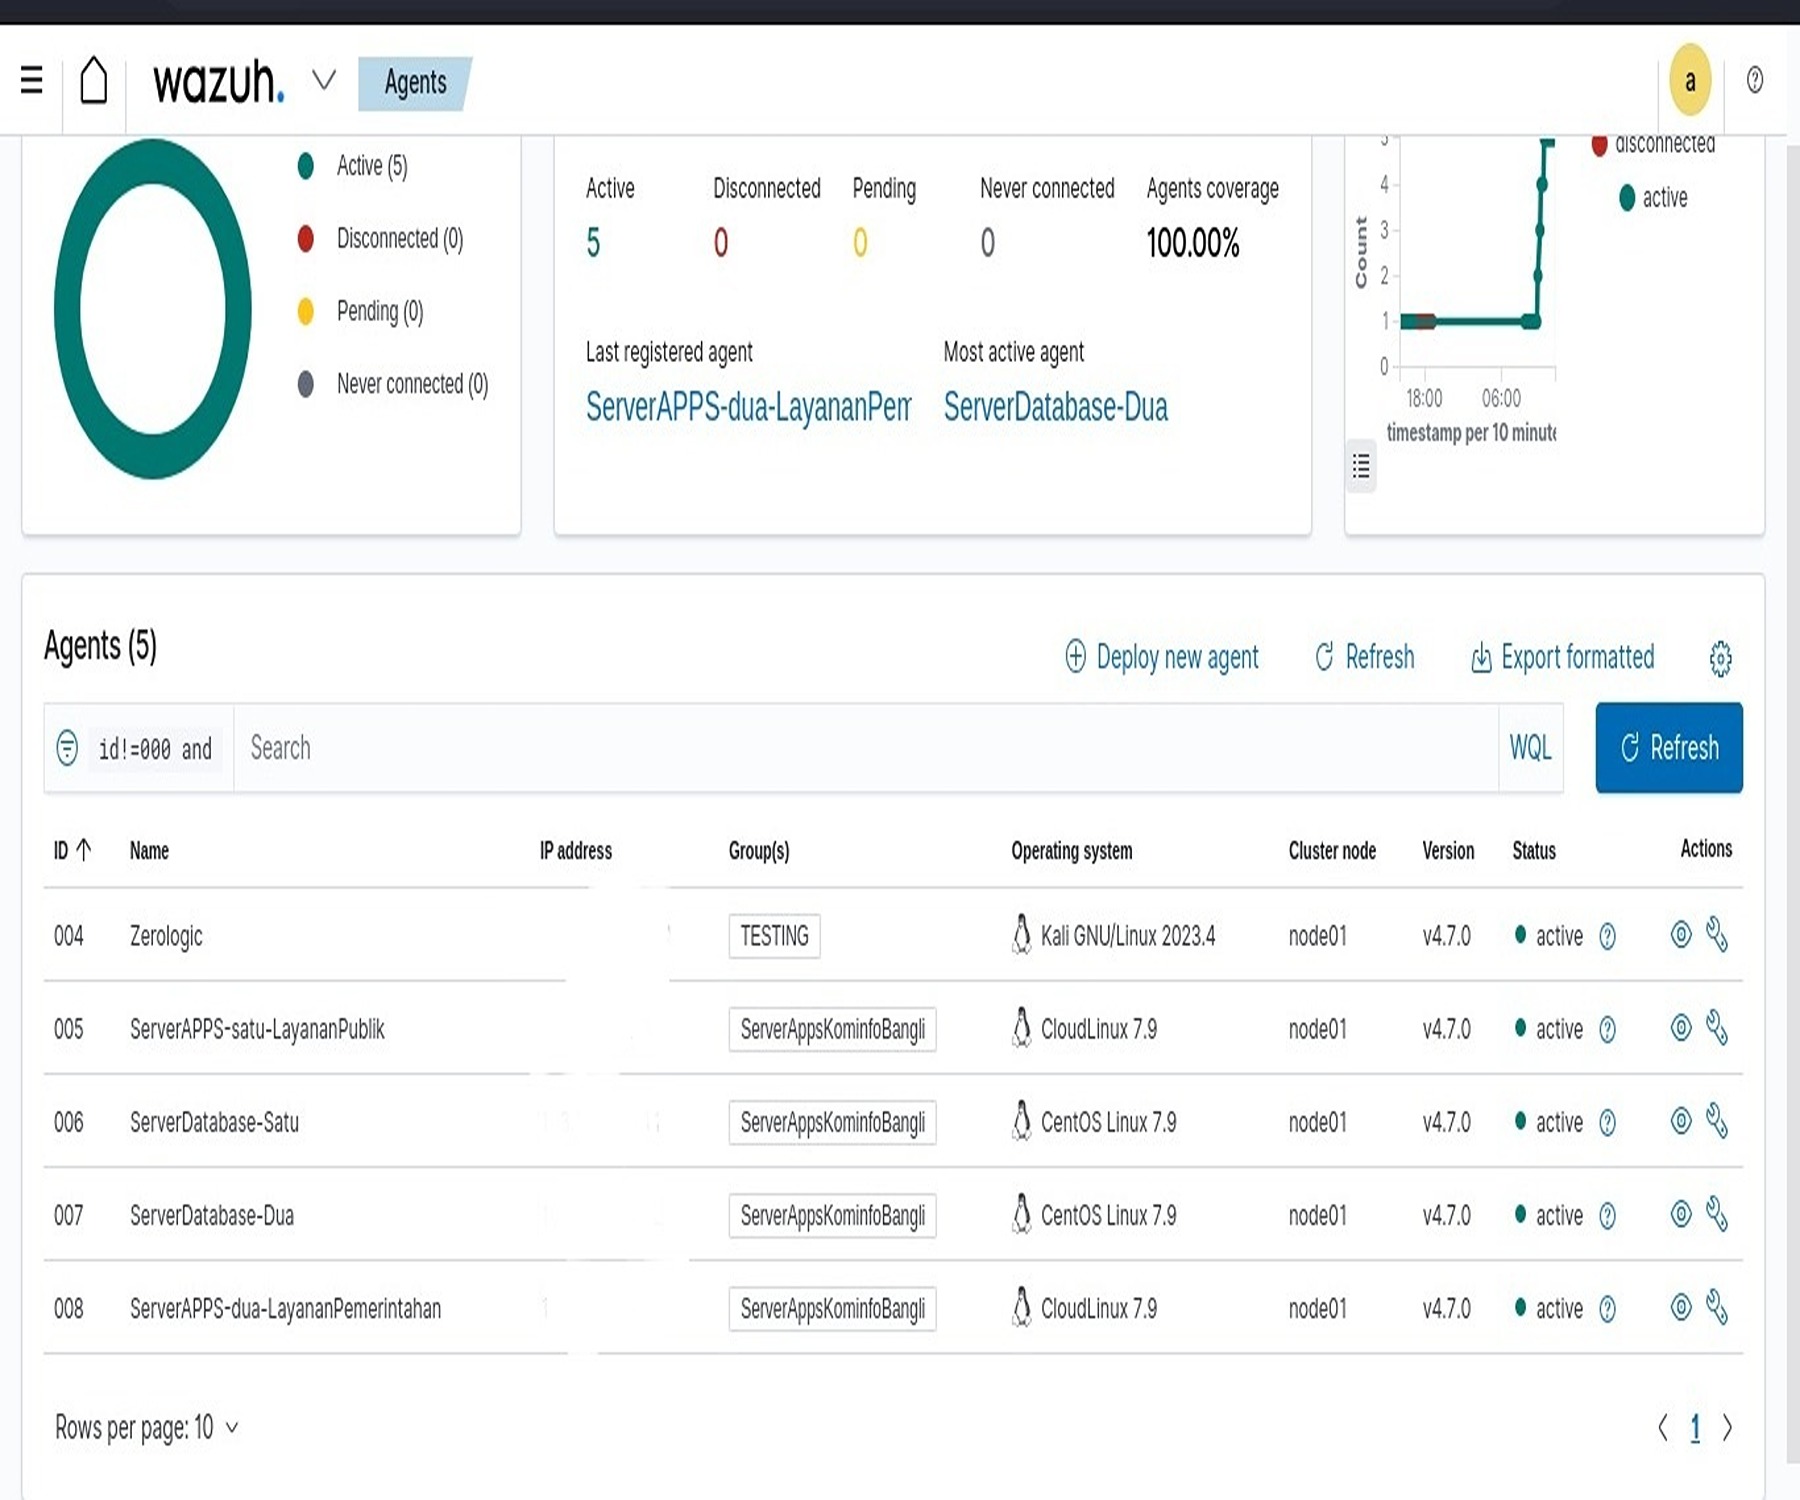 wazuh. Agents a
Active (5)
Disconnected (0)
Pending (0)
Never connected (0)
Active Disconnected Pending Never connected Agents coverage
5 0 0 0 100.00%
Last registered agent Most active agent
ServerAPPS-dua-LayananPem ServerDatabase-Dua
disconnected
active
Count
5
4
3
2
1
0
18:00 06:00
timestamp per 10 minute
Agents (5)
Deploy new agent Refresh Export formatted
id!=000 and Search WQL Refresh
ID Name IP address Group(s) Operating system Cluster node Version Status Actions
004 Zerologic TESTING Kali GNU/Linux 2023.4 node01 v4.7.0 active
005 ServerAPPS-satu-LayananPublik ServerAppsKominfoBangli CloudLinux 7.9 node01 v4.7.0 active
006 ServerDatabase-Satu ServerAppsKominfoBangli CentOS Linux 7.9 node01 v4.7.0 active
007 ServerDatabase-Dua ServerAppsKominfoBangli CentOS Linux 7.9 node01 v4.7.0 active
008 ServerAPPS-dua-LayananPemerintahan ServerAppsKominfoBangli CloudLinux 7.9 node01 v4.7.0 active
Rows per page: 10 1